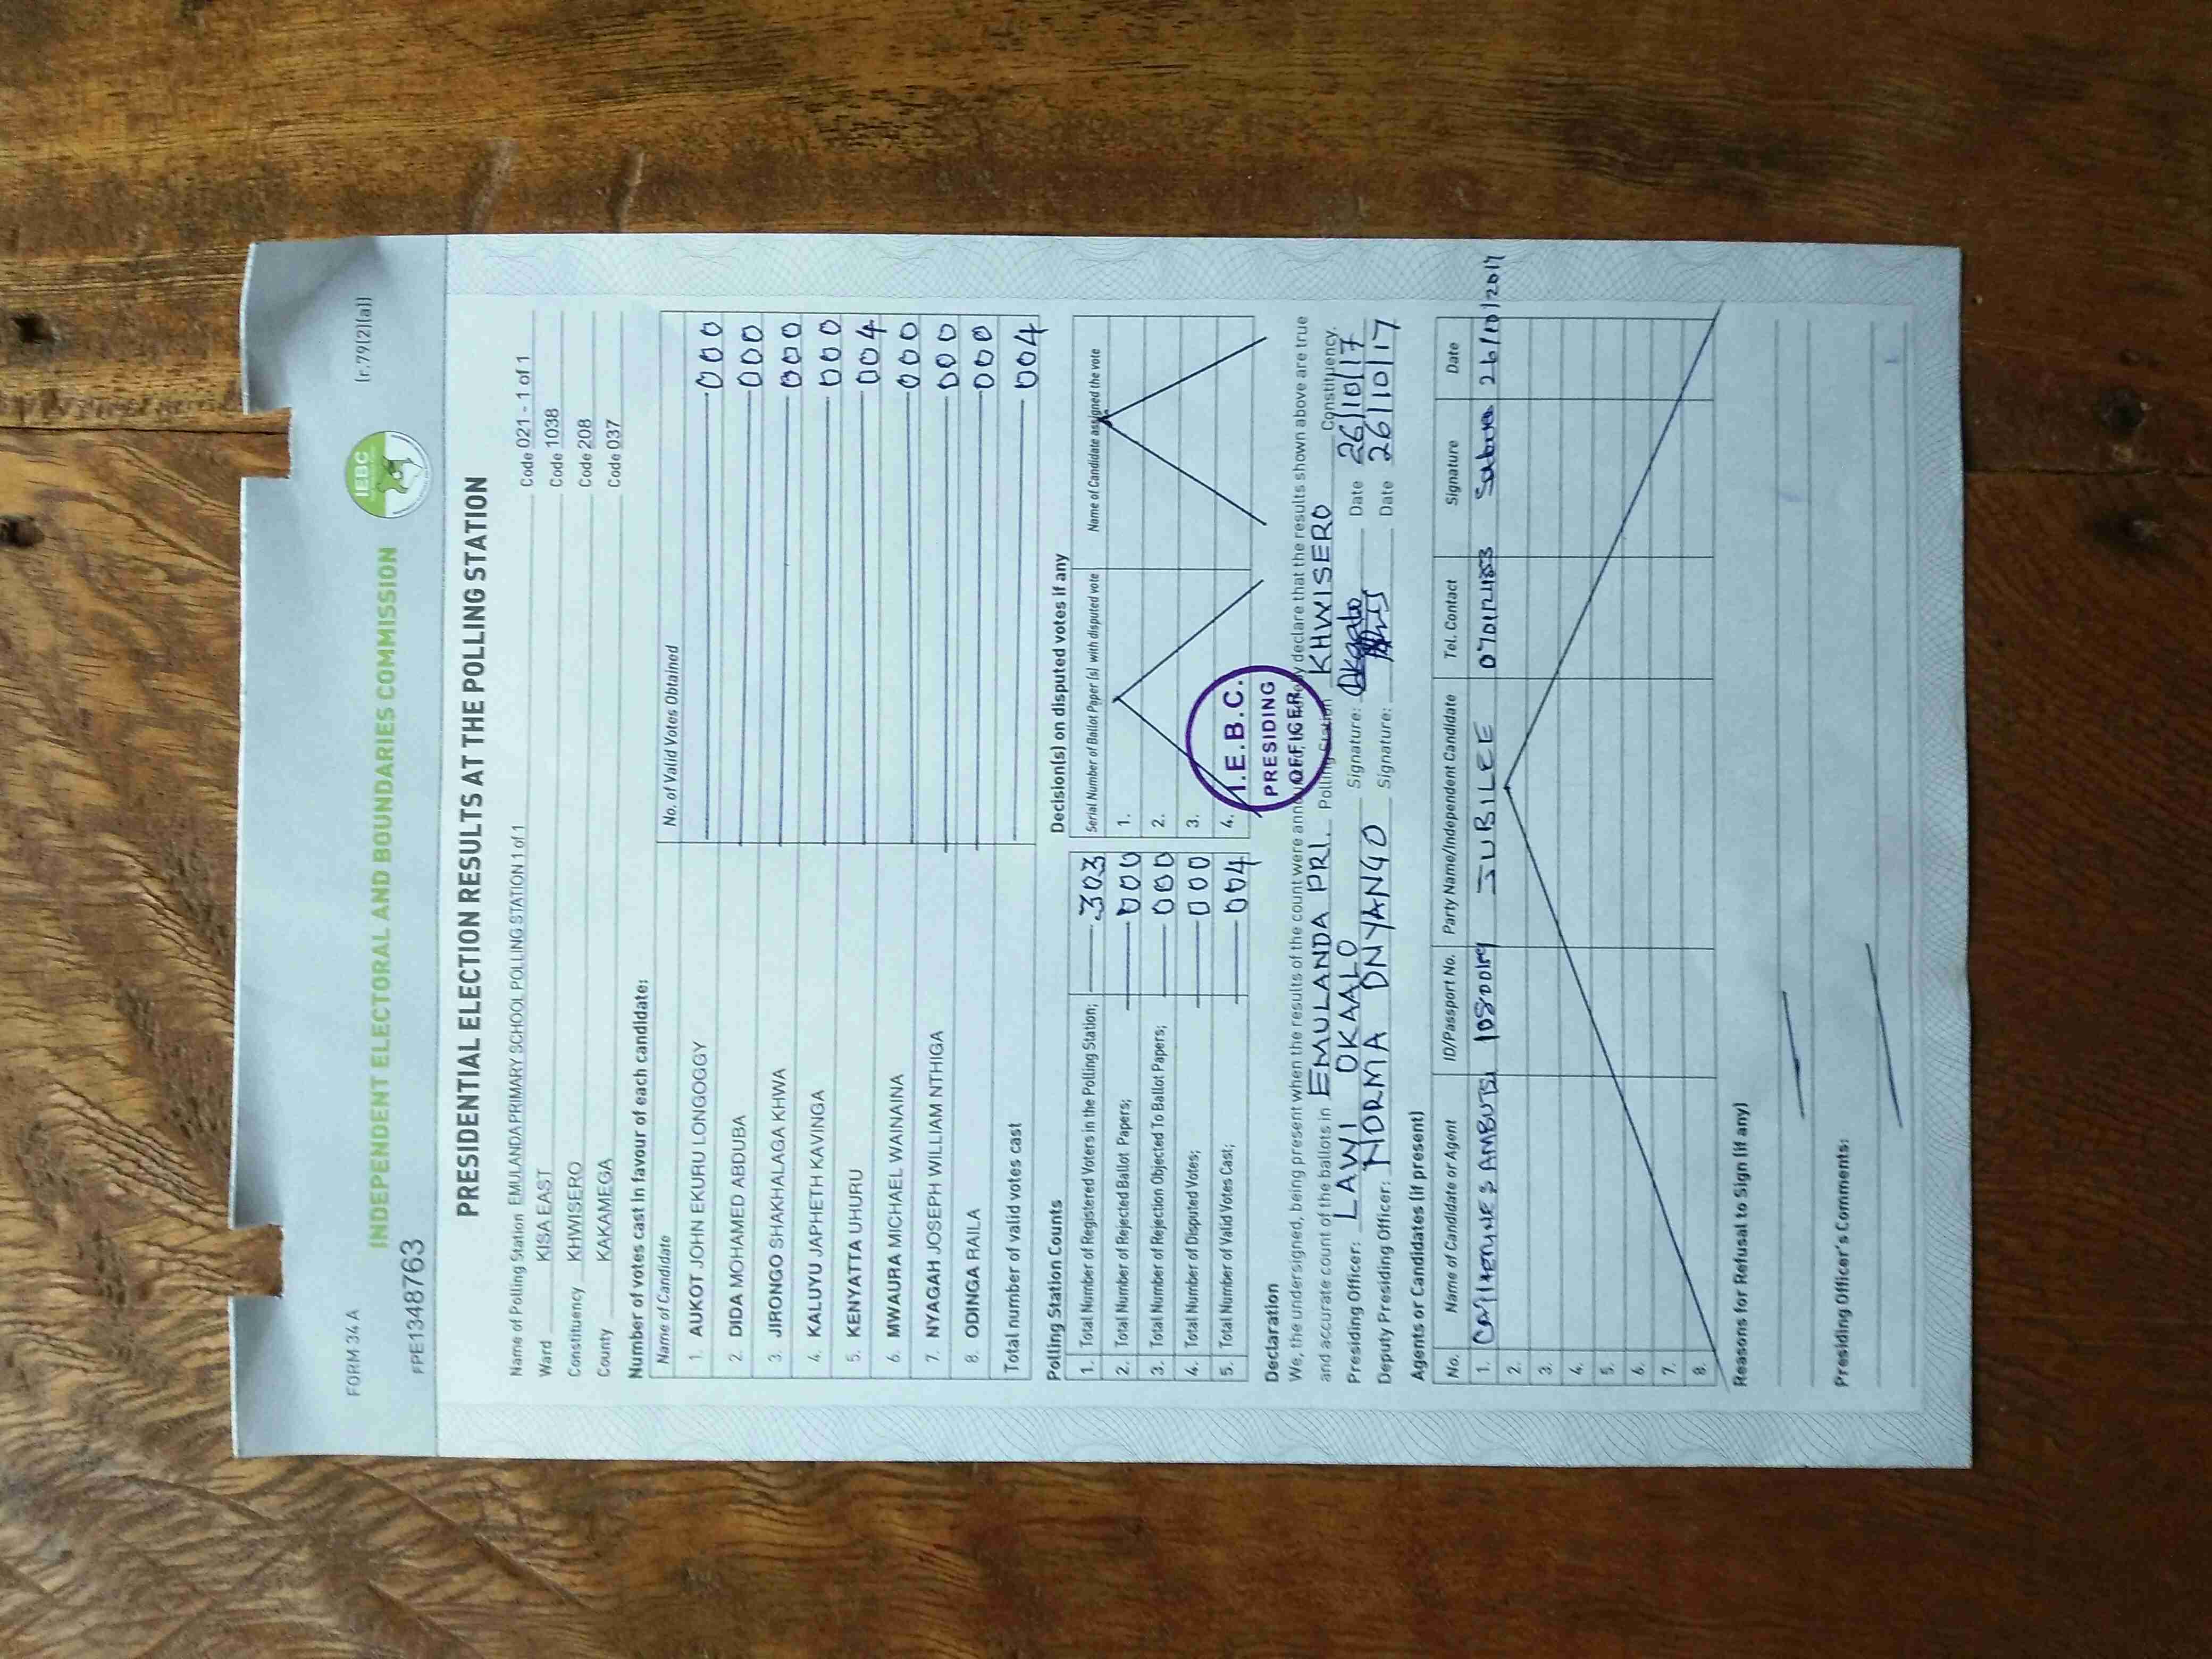 FORM 34 A
(r.79(2)(a))
INDEPENDENT ELECTORAL AND BOUNDARIES COMMISSION
IEBC
FPE1348763
PRESIDENTIAL ELECTION RESULTS AT THE POLLING STATION
Name of Polling Station EMULANDA PRIMARY SCHOOL POLLING STATION 1 of 1 Code 021 - 1 of 1
Ward KISA EAST Code 1038
Constituency KHWISERO Code 208
County KAKAMEGA Code 037
Number of votes cast in favour of each candidate:
Name of Candidate No. of Valid Votes Obtained
1. AUKOT JOHN EKURU LONGOGGY 000
2. DIDA MOHAMED ABDUBA 000
3. JIRONGO SHAKHALAGA KHWA 000
4. KALUYU JAPHETH KAVINGA 000
5. KENYATTA UHURU 004
6. MWAURA MICHAEL WAINAINA 000
7. NYAGAH JOSEPH WILLIAM NTHIGA 000
8. ODINGA RAILA 000
Total number of valid votes cast 004
Polling Station Counts
1. Total Number of Registered Voters in the Polling Station; 303
2. Total Number of Rejected Ballot Papers; 000
3. Total Number of Rejection Objected To Ballot Papers; 000
4. Total Number of Disputed Votes; 000
5. Total Number of Valid Votes Cast; 004
Decision(s) on disputed votes if any
Serial Number of Ballot Paper (s) with disputed vote Name of Candidate assigned the vote
1.
2.
3.
4.
I.E.B.C.
PRESIDING
OFFICER
Declaration
We, the undersigned, being present when the results of the count were declare that the results shown above are true
and accurate count of the ballots in EMULANDA PRI. Polling Station KHWISERO Constituency.
Presiding Officer: LAWI OKAALO Signature: Date 26/10/17
Deputy Presiding Officer: NORMA ONYANGO Signature: Date 26/10/17
Agents or Candidates (if present)
No. Name of Candidate or Agent ID/Passport No. Party Name/Independent Candidate Tel. Contact Signature Date
1. JUBILEE 26/10/2017
2.
3.
4.
5.
6.
7.
8.
Reasons for Refusal to Sign (if any)
Presiding Officer's Comments: